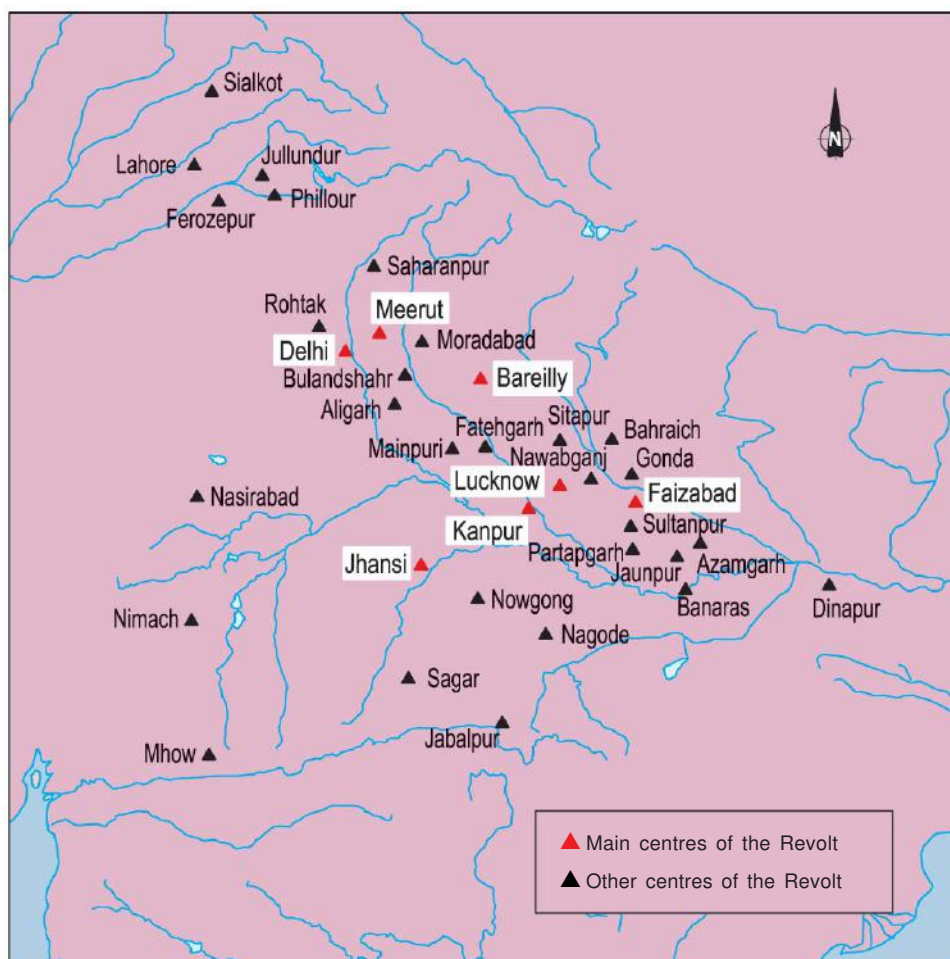 Sialkot
N
Lahore
Jullundur
Phillour
Ferozepur
Saharanpur
Rohtak
Meerut
Delhi
Moradabad
Bulandshahr
Bareilly
Aligarh
Sitapur
Fatehgarh
Bahraich
Mainpuri
Nawabganj
Gonda
Lucknow
Faizabad
Nasirabad
Kanpur
Sultanpur
Partapgarh
Azamgarh
Jhansi
Jaunpur
Banaras
Dinapur
Nowgong
Nimach
Nagode
Sagar
Jabalpur
Mhow
Main centres of the Revolt
Other centres of the Revolt